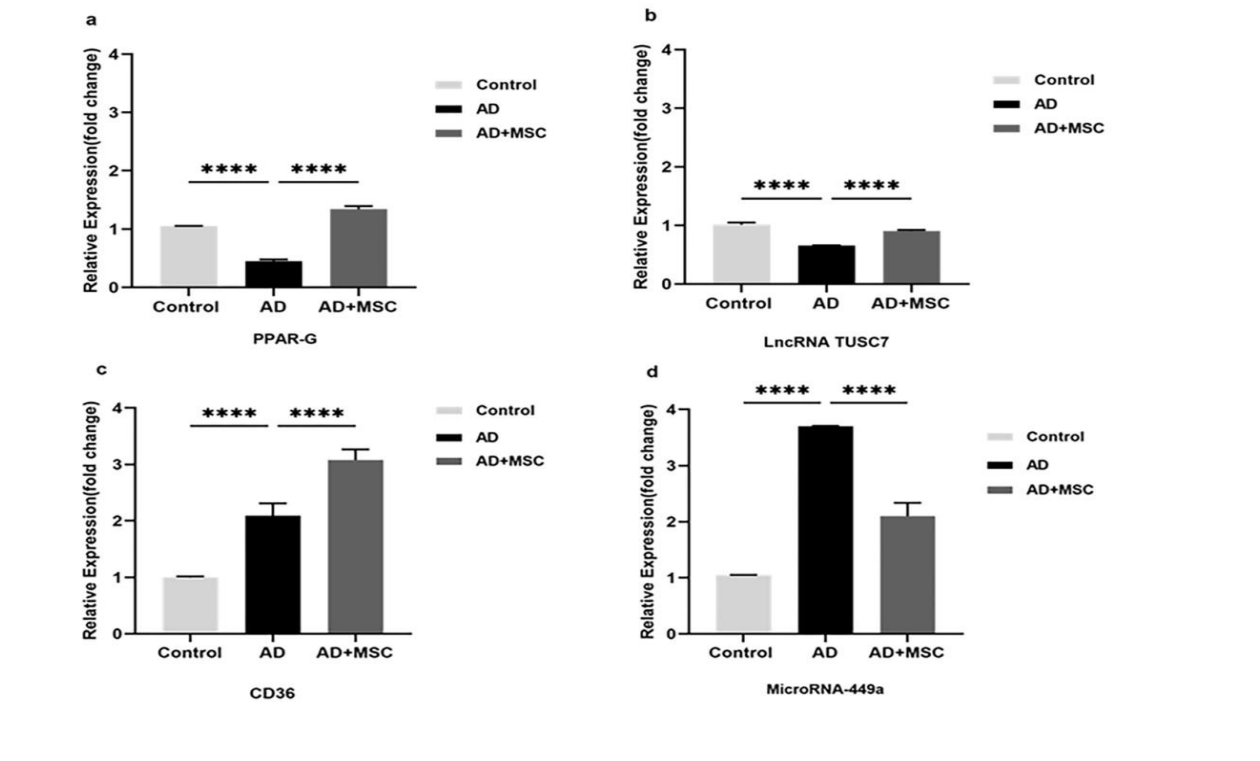 a
Relative Expression(fold change)
4
3
2
1
0
**** ****
Control
AD
AD+MSC
Control AD AD+MSC
PPAR-G
b
Relative Expression(fold change)
4
3
2
1
0
**** ****
Control
AD
AD+MSC
Control AD AD+MSC
LncRNA TUSC7
c
Relative Expression(fold change)
4
3
2
1
0
**** ****
Control
AD
AD+MSC
Control AD AD+MSC
CD36
d
Relative Expression(fold change)
4
3
2
1
0
**** ****
Control
AD
AD+MSC
Control AD AD+MSC
MicroRNA-449a